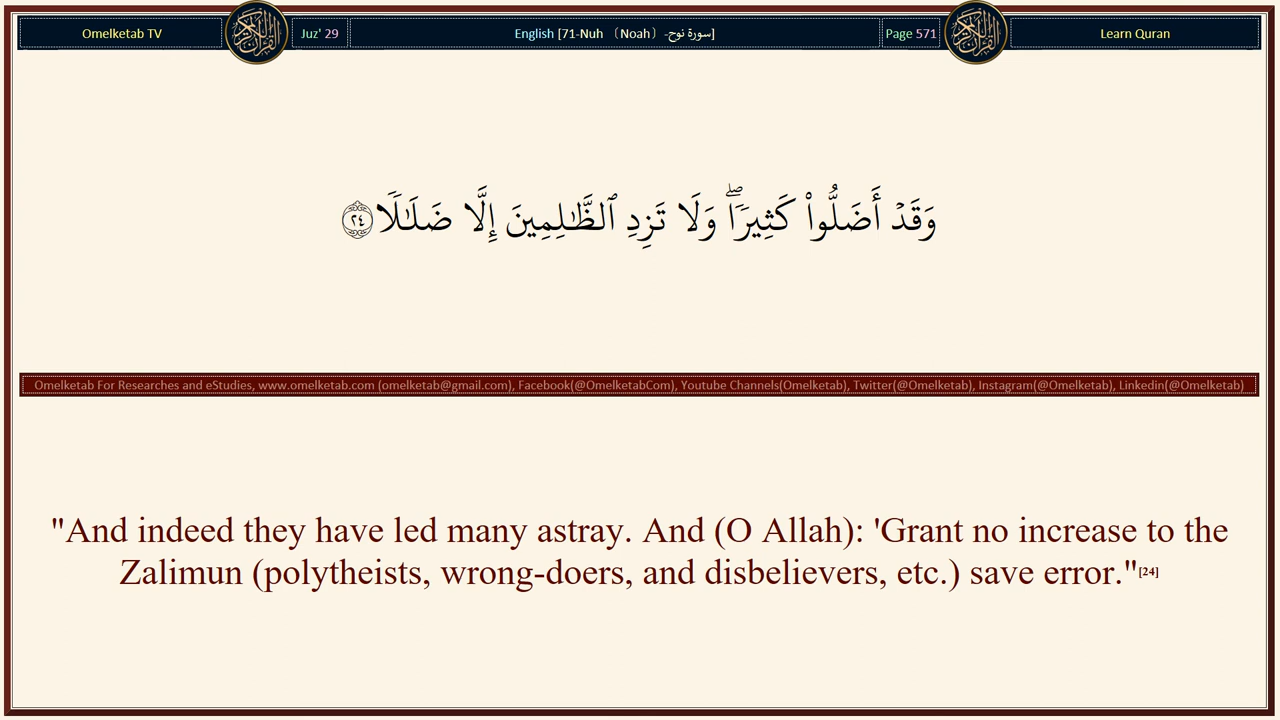 Omelketab TV
Juz' 29
English [71-Nuh （Noah）-سورة نوح]
Page 571
Learn Quran
وَقَدۡ أَضَلُّواْ كَثِيرٗاۖ وَلَا تَزِدِ ٱلظَّٰلِمِينَ إِلَّا ضَلَٰلٗا ٢٤
Omelketab For Researches and eStudies, www.omelketab.com (omelketab@gmail.com), Facebook(@OmelketabCom), Youtube Channels(Omelketab), Twitter(@Omelketab), Instagram(@Omelketab), Linkedin(@Omelketab)
"And indeed they have led many astray. And (O Allah): 'Grant no increase to the
Zalimun (polytheists, wrong-doers, and disbelievers, etc.) save error."[24]